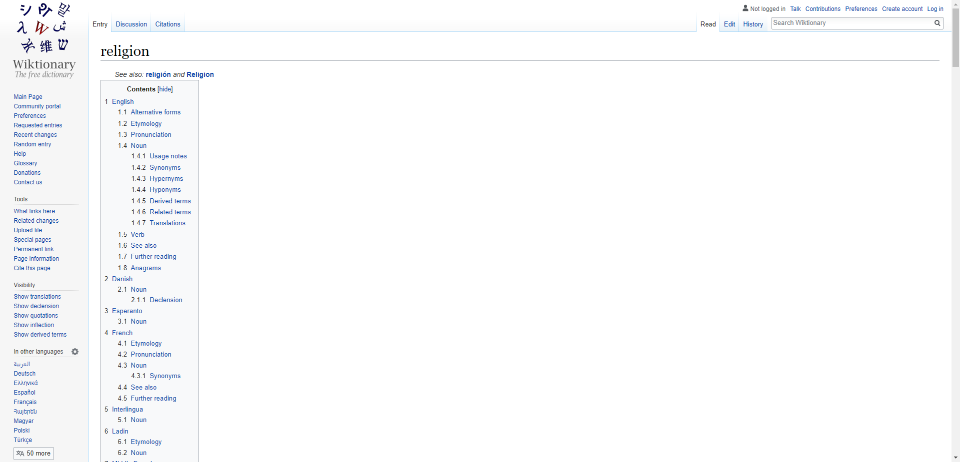 Not logged in Talk Contributions Preferences Create account Log in
Entry Discussion Citations
Read Edit History Search Wiktionary
Wiktionary
The free dictionary
Main Page
Community portal
Preferences
Requested entries
Recent changes
Random entry
Help
Glossary
Donations
Contact us
Tools
What links here
Related changes
Upload file
Special pages
Permanent link
Page information
Cite this page
Visibility
Show translations
Show declension
Show quotations
Show inflection
Show derived terms
In other languages
العربية
Deutsch
Ελληνικά
Español
Français
Հայերեն
Magyar
Polski
Türkçe
50 more
religion
See also: religión and Religion
Contents [hide]
1 English
1.1 Alternative forms
1.2 Etymology
1.3 Pronunciation
1.4 Noun
1.4.1 Usage notes
1.4.2 Synonyms
1.4.3 Hypernyms
1.4.4 Hyponyms
1.4.5 Derived terms
1.4.6 Related terms
1.4.7 Translations
1.5 Verb
1.6 See also
1.7 Further reading
1.8 Anagrams
2 Danish
2.1 Noun
2.1.1 Declension
3 Esperanto
3.1 Noun
4 French
4.1 Etymology
4.2 Pronunciation
4.3 Noun
4.3.1 Synonyms
4.4 See also
4.5 Further reading
5 Interlingua
5.1 Noun
6 Ladin
6.1 Etymology
6.2 Noun